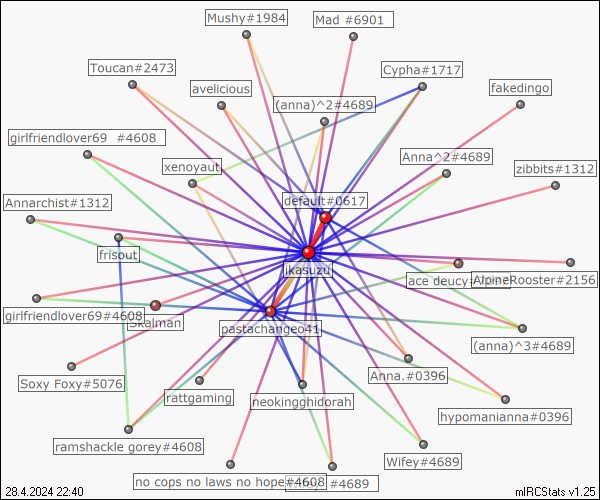 Mushy#1984
Mad #6901
Toucan#2473
Cypha#1717
avelicious
fakedingo
(anna)^2#4689
girlfriendlover69 #4608
Anna^2#4689
xenoyaut
zibbits#1312
Annarchist#1312
default#0617
frisout
ikasuzu
ace deucy
AlpineRooster#2156
girlfriendlover69#4608
Skalman
pastachangeo41
(anna)^3#4689
Soxy Foxy#5076
rattgaming
Anna.#0396
neokingghidorah
hypomanianna#0396
ramshackle gorey#4608
Wifey#4689
no cops no laws no hope#4608
#4689
28.4.2024 22:40
mIRCStats v1.25